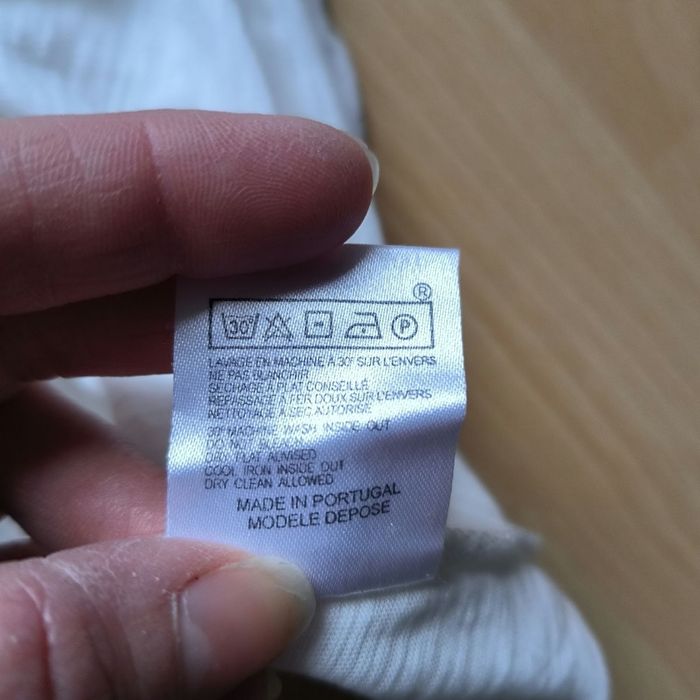 ®
30° P
LAVAGE EN MACHINE À 30° SUR L'ENVERS
NE PAS BLANCHIR
SECHAGE A PLAT CONSEILLÉ
REPASSAGE A FER DOUX SUR L'ENVERS
NETTOYAGE A SEC AUTORISE
30° MACHINE WASH INSIDE OUT
DO NOT BLEACH
DRY FLAT ADVISED
COOL IRON INSIDE OUT
DRY CLEAN ALLOWED
MADE IN PORTUGAL
MODELE DEPOSE